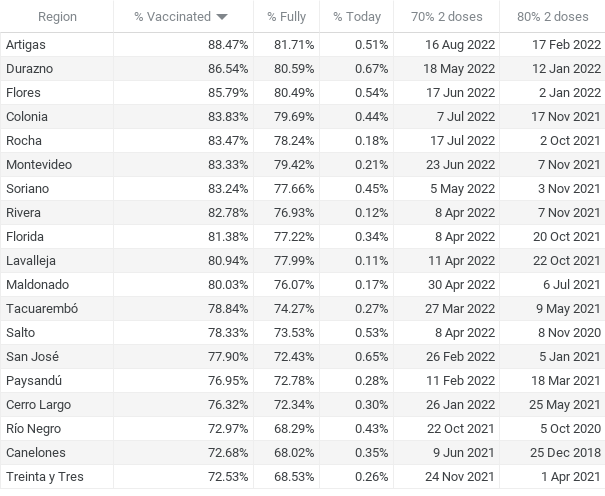 Region % Vaccinated % Fully % Today 70% 2 doses 80% 2 doses
Artigas 88.47% 81.71% 0.51% 16 Aug 2022 17 Feb 2022
Durazno 86.54% 80.59% 0.67% 18 May 2022 12 Jan 2022
Flores 85.79% 80.49% 0.54% 17 Jun 2022 2 Jan 2022
Colonia 83.83% 79.69% 0.44% 7 Jul 2022 17 Nov 2021
Rocha 83.47% 78.24% 0.18% 17 Jul 2022 2 Oct 2021
Montevideo 83.33% 79.42% 0.21% 23 Jun 2022 7 Nov 2021
Soriano 83.24% 77.66% 0.45% 5 May 2022 3 Nov 2021
Rivera 82.78% 76.93% 0.12% 8 Apr 2022 7 Nov 2021
Florida 81.38% 77.22% 0.34% 8 Apr 2022 20 Oct 2021
Lavalleja 80.94% 77.99% 0.11% 11 Apr 2022 22 Oct 2021
Maldonado 80.03% 76.07% 0.17% 30 Apr 2022 6 Jul 2021
Tacuarembó 78.84% 74.27% 0.27% 27 Mar 2022 9 May 2021
Salto 78.33% 73.53% 0.53% 8 Apr 2022 8 Nov 2020
San José 77.90% 72.43% 0.65% 26 Feb 2022 5 Jan 2021
Paysandú 76.95% 72.78% 0.28% 11 Feb 2022 18 Mar 2021
Cerro Largo 76.32% 72.34% 0.30% 26 Jan 2022 25 May 2021
Río Negro 72.97% 68.29% 0.43% 22 Oct 2021 5 Oct 2020
Canelones 72.68% 68.02% 0.35% 9 Jun 2021 25 Dec 2018
Treinta y Tres 72.53% 68.53% 0.26% 24 Nov 2021 1 Apr 2021